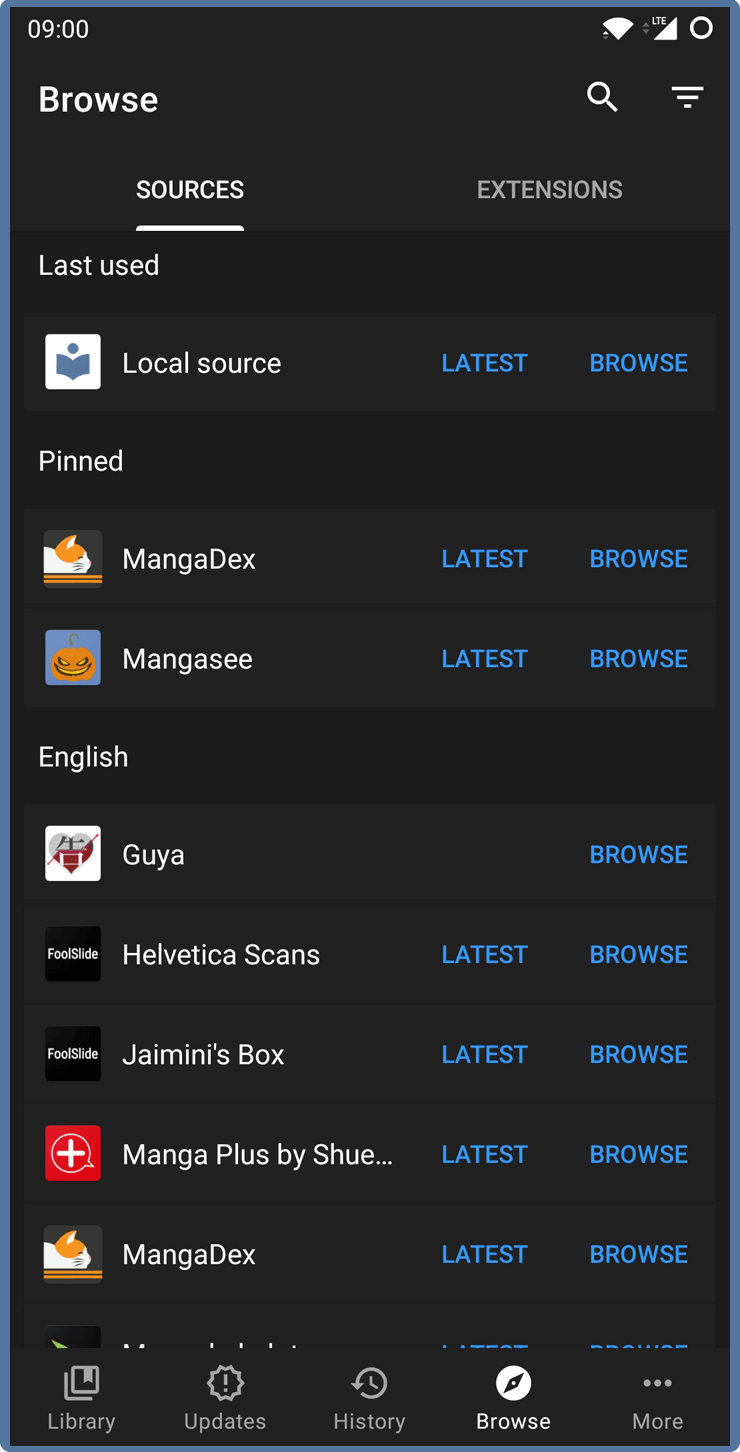 09:00
LTE
Browse
SOURCES EXTENSIONS
Last used
Local source LATEST BROWSE
Pinned
MangaDex LATEST BROWSE
Mangasee LATEST BROWSE
English
Guya BROWSE
FoolSlide Helvetica Scans LATEST BROWSE
FoolSlide Jaimini's Box LATEST BROWSE
Manga Plus by Shue... LATEST BROWSE
MangaDex LATEST BROWSE
LATEST BROWSE
Library Updates History Browse More